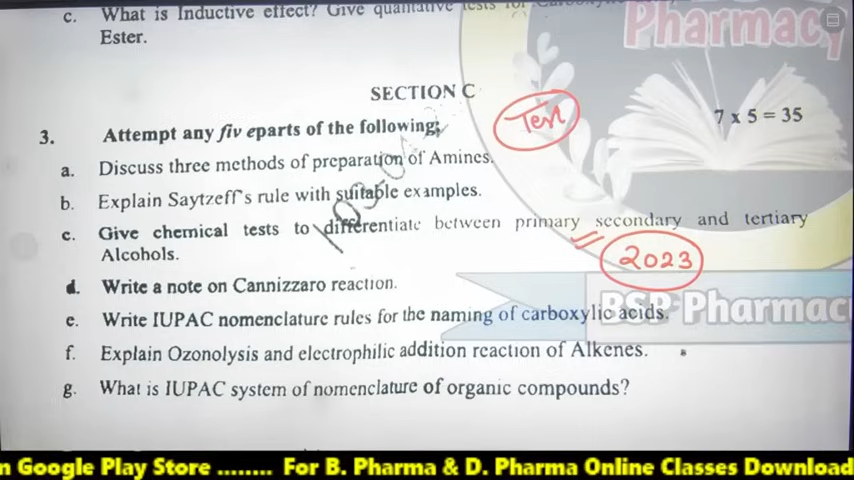 c. What is Inductive effect? Give qualitative tests for
Ester.
Pharmacy
SECTION C
Test
7 x 5 = 35
3. Attempt any fiv eparts of the following;
a. Discuss three methods of preparation of Amines.
b. Explain Saytzeff's rule with suitable examples.
c. Give chemical tests to differentiate between primary secondary and tertiary
Alcohols.
2023
d. Write a note on Cannizzaro reaction.
BSP Pharmac
e. Write IUPAC nomenclature rules for the naming of carboxylic acids.
f. Explain Ozonolysis and electrophilic addition reaction of Alkenes.
g. What is IUPAC system of nomenclature of organic compounds?
n Google Play Store ........ For B. Pharma & D. Pharma Online Classes Download